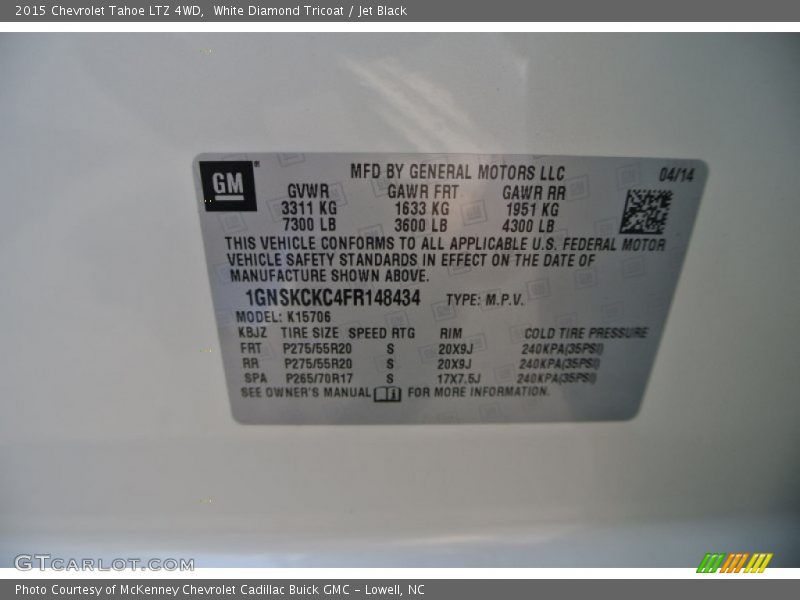 2015 Chevrolet Tahoe LTZ 4WD,  White Diamond Tricoat / Jet Black
GM
MFD BY GENERAL MOTORS LLC 04/14
GVWR GAWR FRT GAWR RR
3311 KG 1633 KG 1951 KG
7300 LB 3600 LB 4300 LB
THIS VEHICLE CONFORMS TO ALL APPLICABLE U.S. FEDERAL MOTOR
VEHICLE SAFETY STANDARDS IN EFFECT ON THE DATE OF
MANUFACTURE SHOWN ABOVE.
1GNSKCKC4FR148434 TYPE: M.P.V.
MODEL: K15706
KBJZ TIRE SIZE SPEED RTG RIM COLD TIRE PRESSURE
FRT P275/55R20 S 20X9J 240KPA(35PSI)
RR P275/55R20 S 20X9J 240KPA(35PSI)
SPA P265/70R17 S 17X7.5J 240KPA(35PSI)
SEE OWNER'S MANUAL FOR MORE INFORMATION.
GTCARLOT.COM
Photo Courtesy of McKenney Chevrolet Cadillac Buick GMC - Lowell, NC